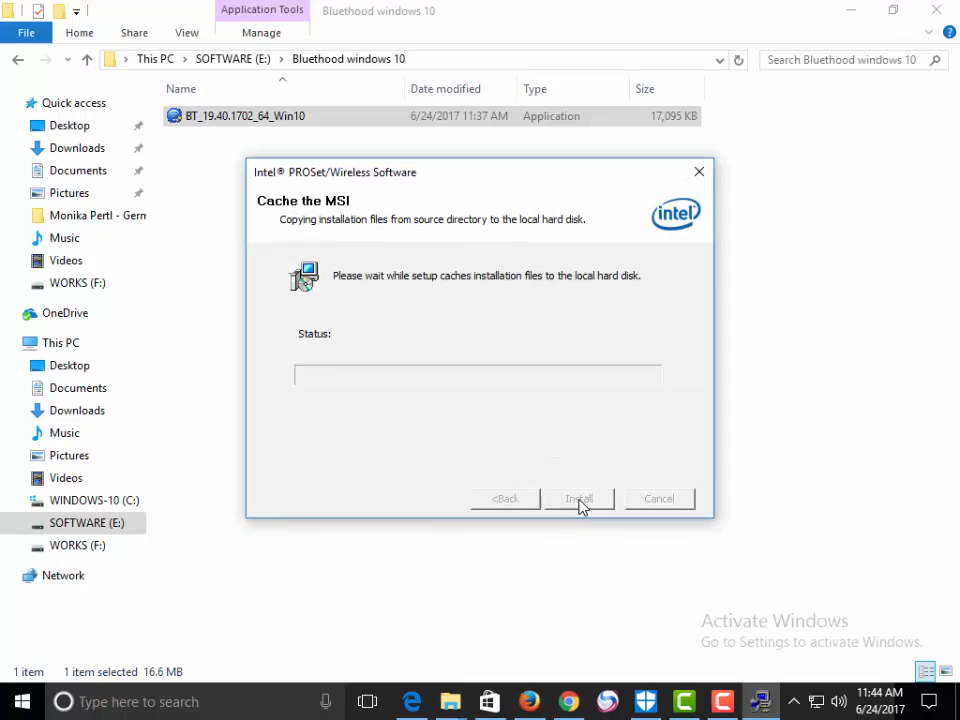 Application Tools
Bluethood windows 10
File
Home
Share
View
Manage
This PC
SOFTWARE (E:)
Bluethood windows 10
Search Bluethood windows 10
Quick access
Desktop
Downloads
Documents
Pictures
Monika Pertl - Germ
Music
Videos
WORKS (F:)
OneDrive
This PC
Desktop
Documents
Downloads
Music
Pictures
Videos
WINDOWS-10 (C:)
SOFTWARE (E:)
WORKS (F:)
Network
Name
Date modified
Type
Size
BT_19.40.1702_64_Win10
6/24/2017 11:37 AM
Application
17,095 KB
Intel® PROSet/Wireless Software
Cache the MSI
Copying installation files from source directory to the local hard disk.
intel
Please wait while setup caches installation files to the local hard disk.
Status:
<Back
Install
Cancel
Activate Windows
Go to Settings to activate Windows.
1 item
1 item selected 16.6 MB
Type here to search
11:44 AM
6/24/2017